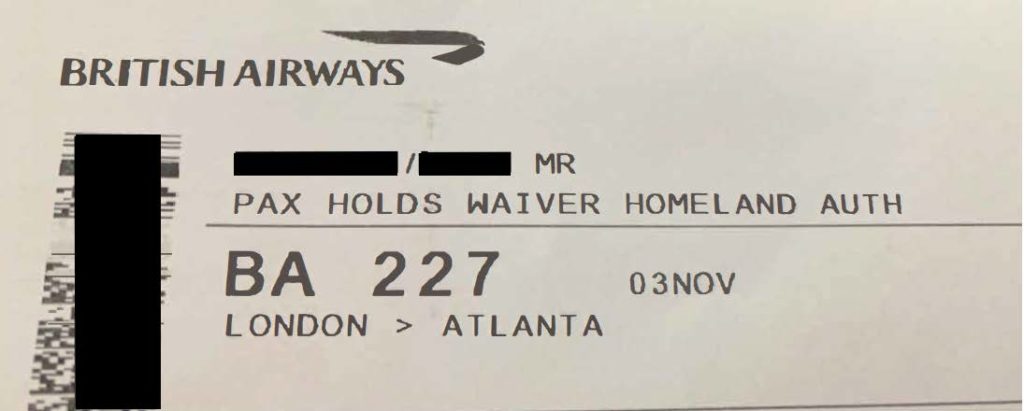 BRITISH AIRWAYS
/ MR
PAX HOLDS WAIVER HOMELAND AUTH
BA 227 03NOV
LONDON > ATLANTA